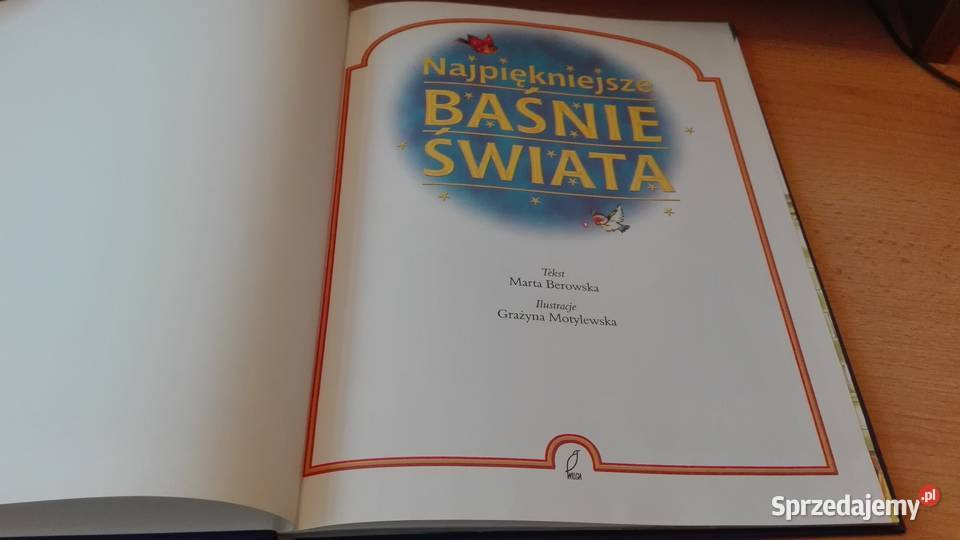 Najpiękniejsze
BAŚNIE
ŚWIATA
Tekst
Marta Berowska
Ilustracje
Grażyna Motylewska
WILGA
Sprzedajemy.pl